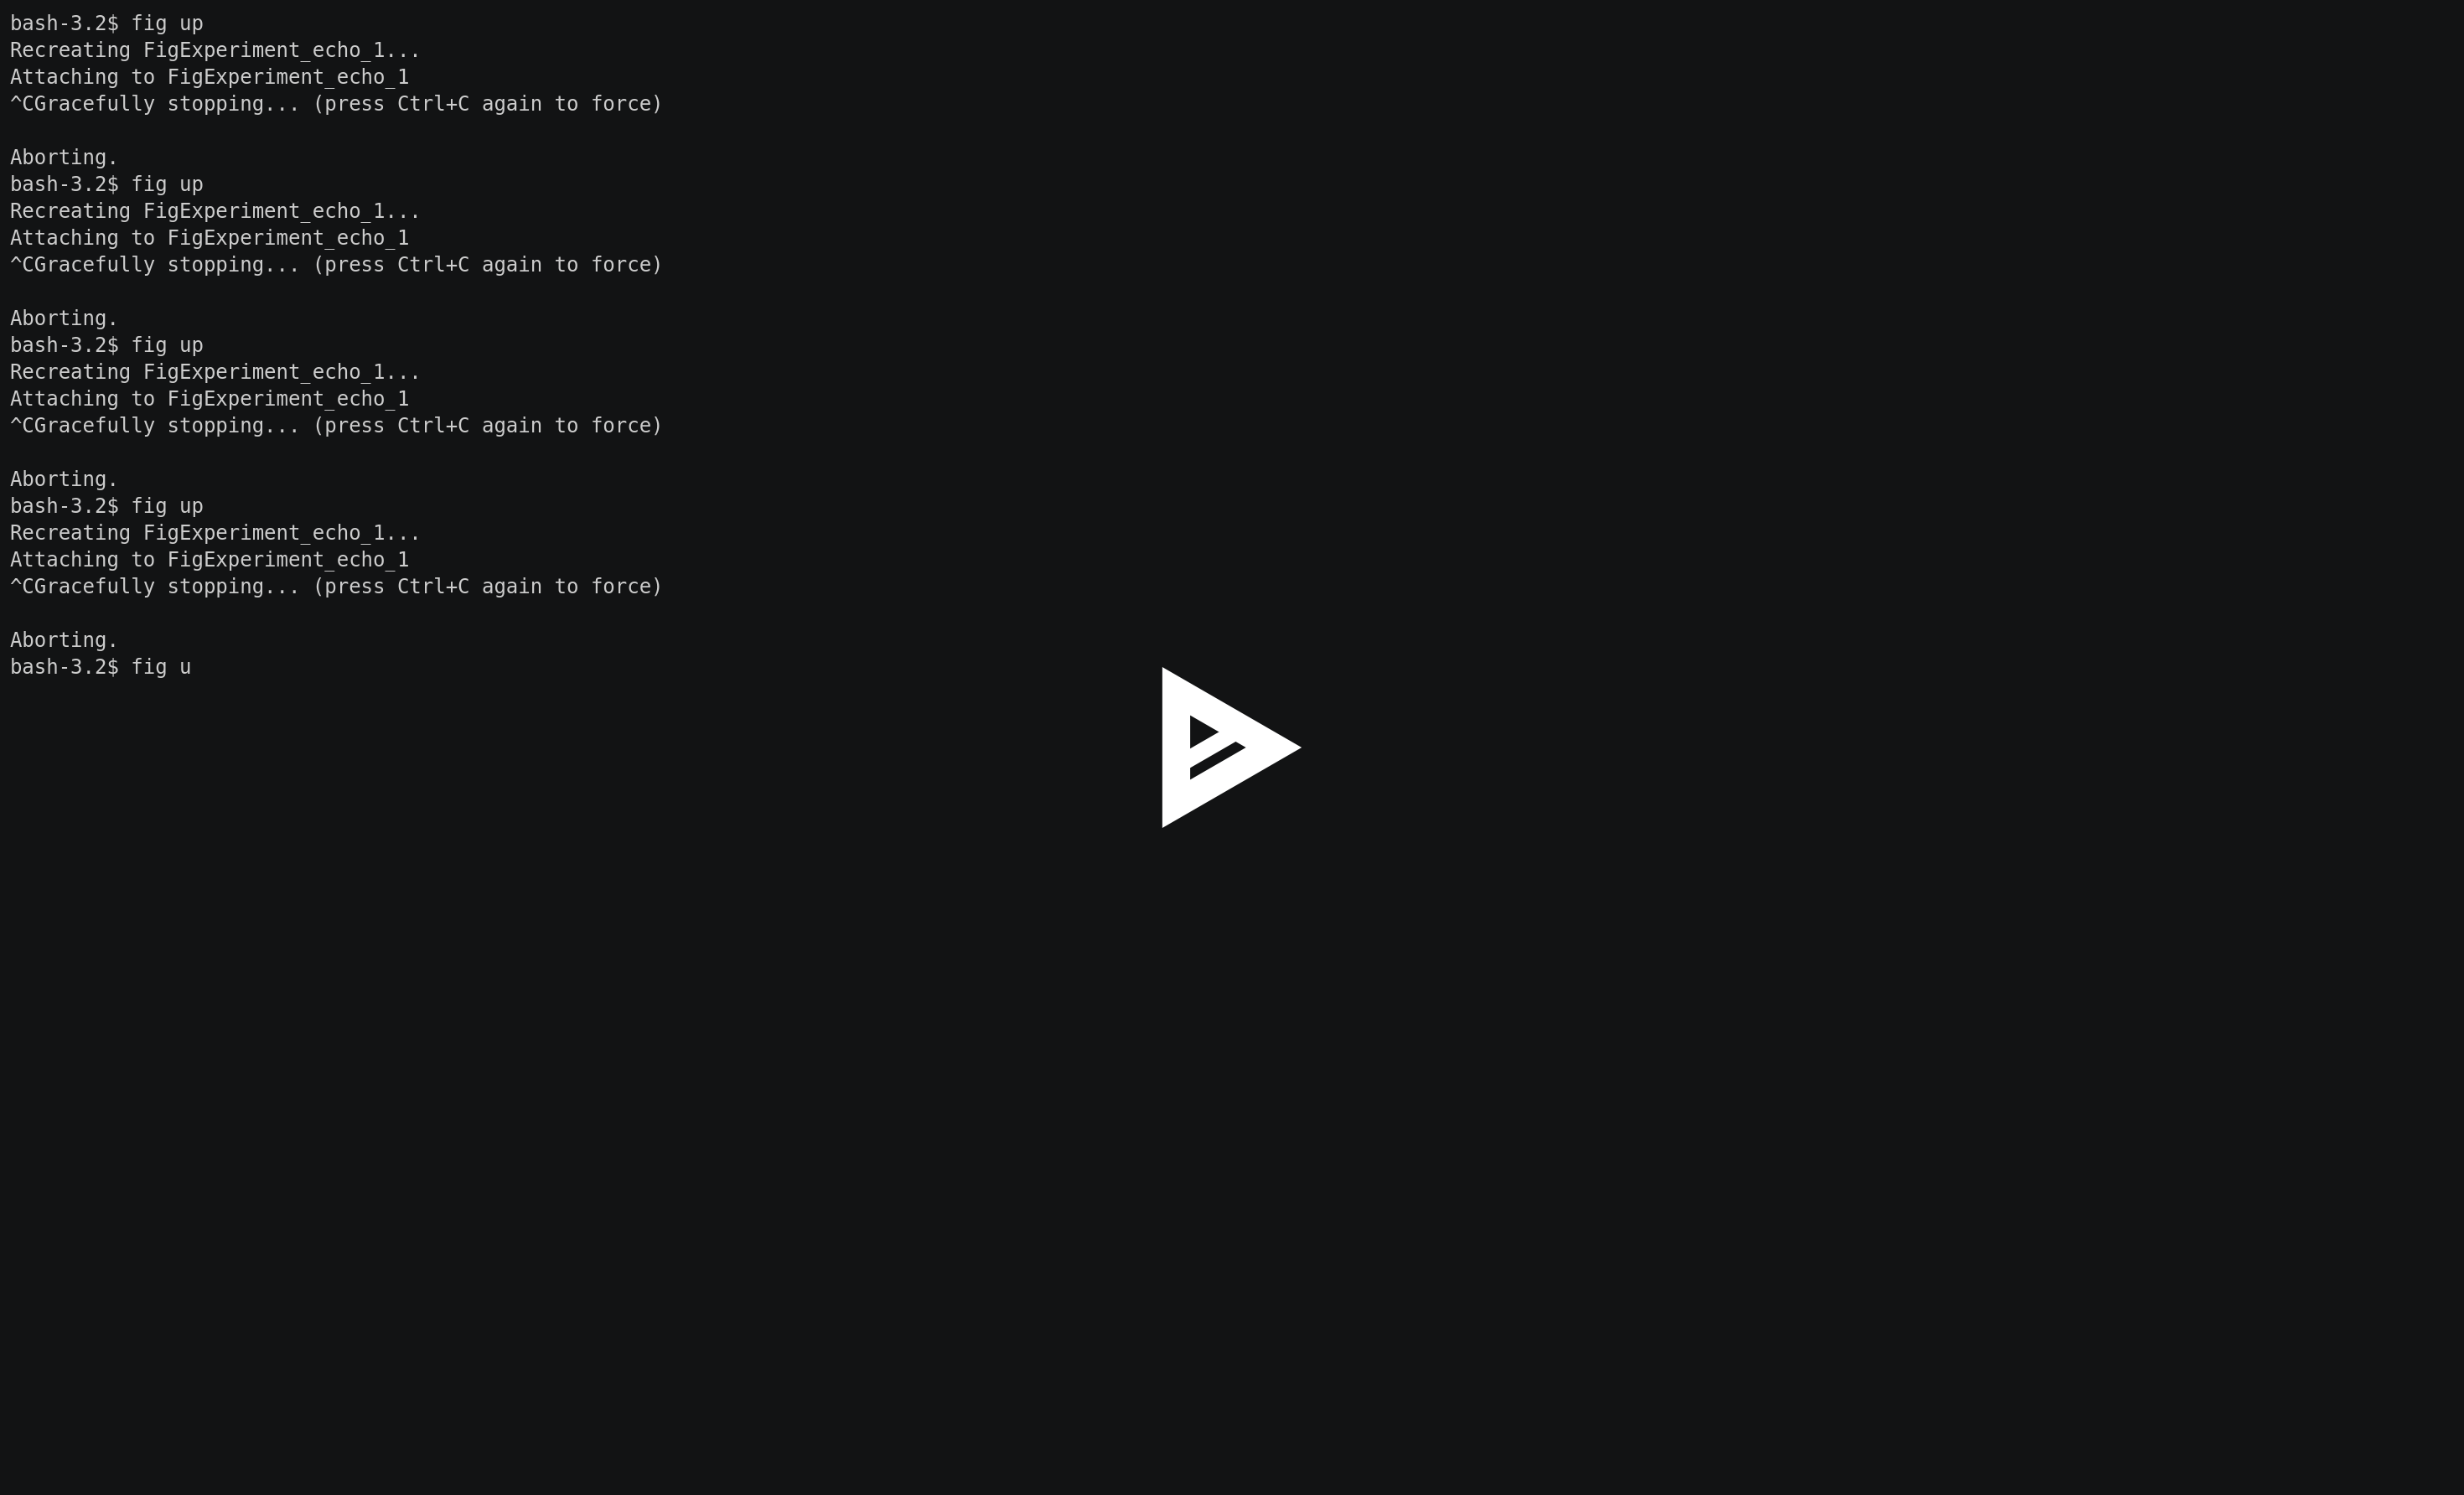 bash-3.2$ fig up
Recreating FigExperiment_echo_1...
Attaching to FigExperiment_echo_1
^CGracefully stopping... (press Ctrl+C again to force)

Aborting.
bash-3.2$ fig up
Recreating FigExperiment_echo_1...
Attaching to FigExperiment_echo_1
^CGracefully stopping... (press Ctrl+C again to force)

Aborting.
bash-3.2$ fig up
Recreating FigExperiment_echo_1...
Attaching to FigExperiment_echo_1
^CGracefully stopping... (press Ctrl+C again to force)

Aborting.
bash-3.2$ fig up
Recreating FigExperiment_echo_1...
Attaching to FigExperiment_echo_1
^CGracefully stopping... (press Ctrl+C again to force)

Aborting.
bash-3.2$ fig u